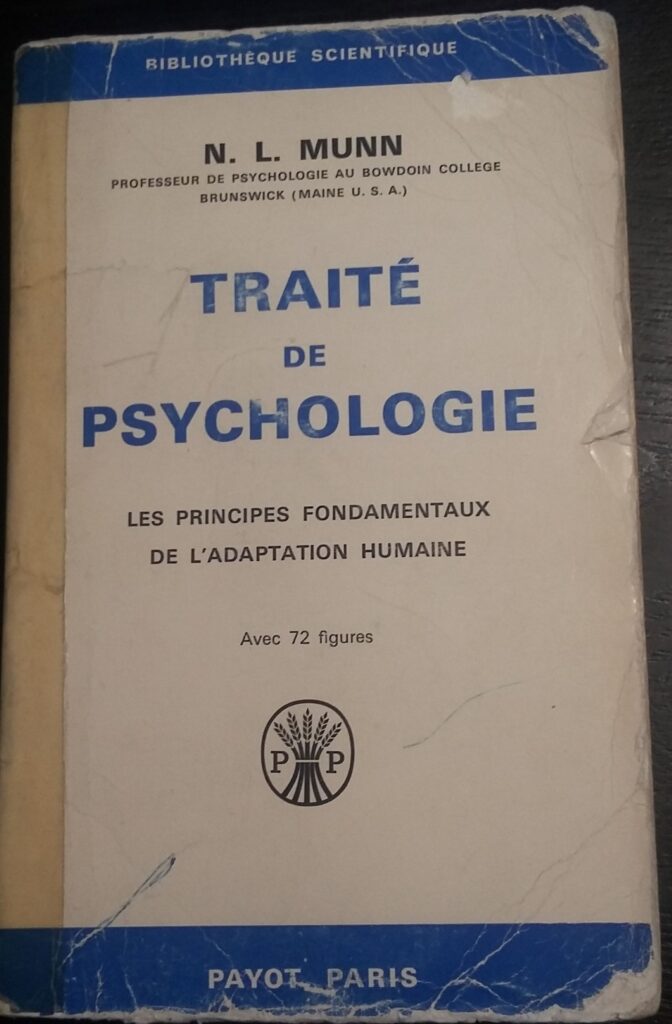 BIBLIOTHÈQUE SCIENTIFIQUE
N. L. MUNN
PROFESSEUR DE PSYCHOLOGIE AU BOWDOIN COLLEGE
BRUNSWICK (MAINE U. S. A.)
TRAITÉ
DE
PSYCHOLOGIE
LES PRINCIPES FONDAMENTAUX
DE L'ADAPTATION HUMAINE
Avec 72 figures
P P
PAYOT, PARIS